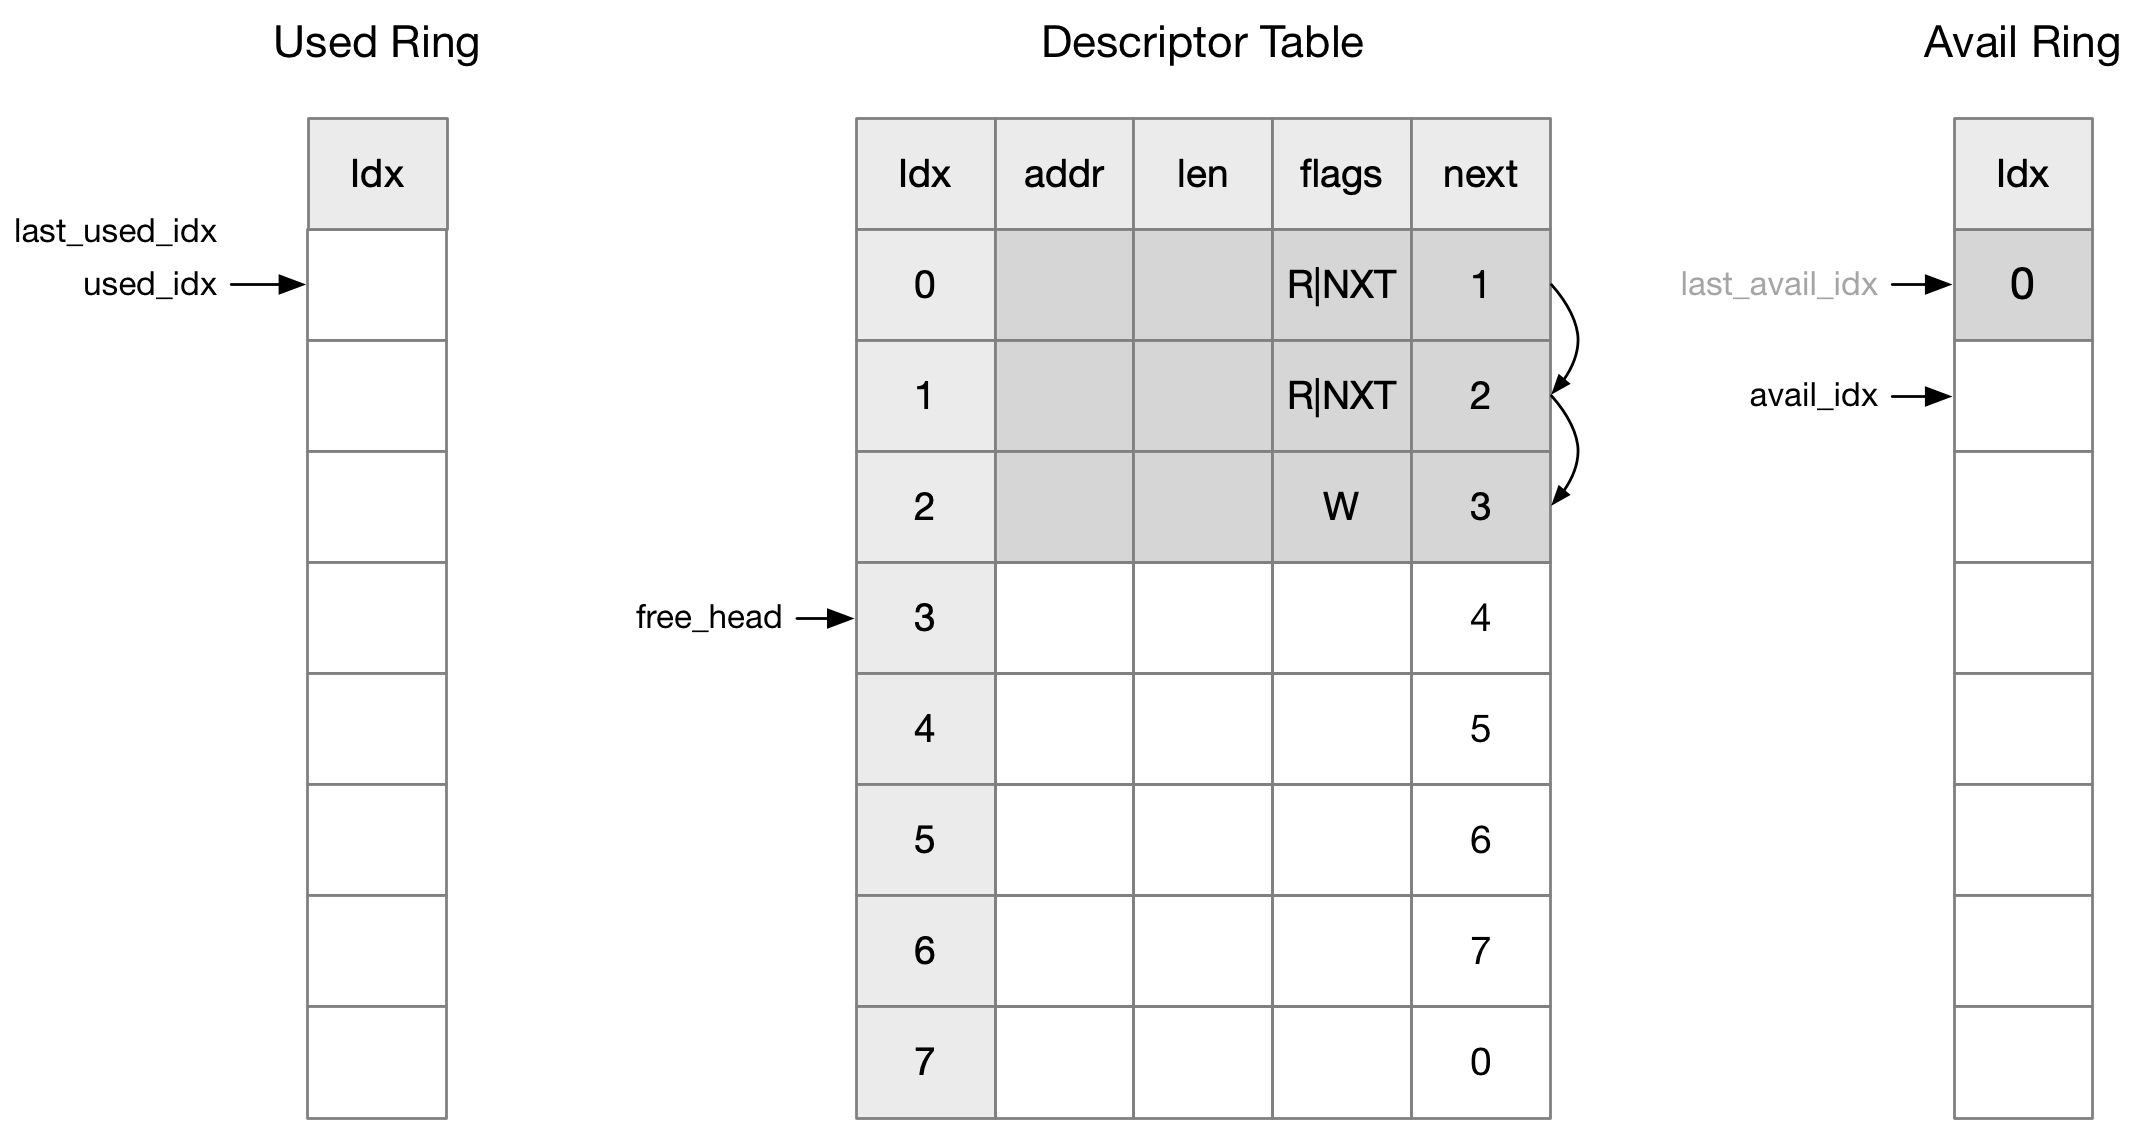 Used Ring Descriptor Table Avail Ring
Idx Idx addr len flags next Idx
last_used_idx
used_idx 0 R|NXT 1 last_avail_idx 0
1 R|NXT 2 avail_idx
2 W 3
free_head 3 4
4 5
5 6
6 7
7 0